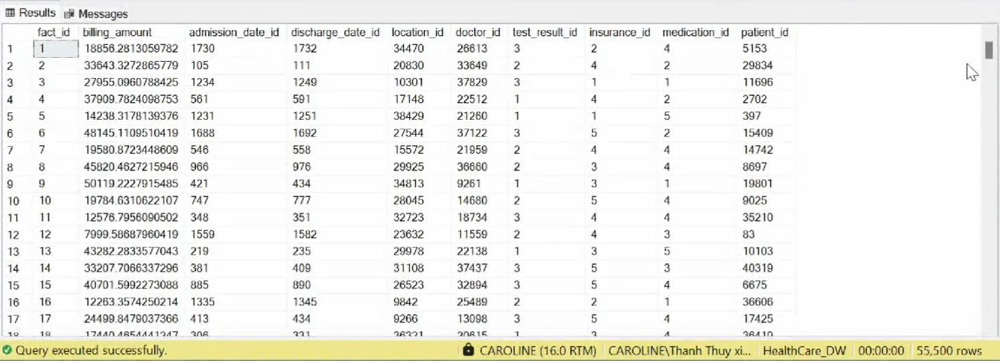 Results Messages
fact_id billing_amount admission_date_id discharge_date_id location_id doctor_id test_result_id insurance_id medication_id patient_id
1 1 18856.2813059782 1730 1732 34470 26613 3 2 4 5153
2 2 33643.3272865779 105 111 20830 33649 2 4 2 29834
3 3 27955.0960788425 1234 1249 10301 37829 3 1 1 11696
4 4 37909.7824098753 561 591 17148 22512 1 4 2 2702
5 5 14238.3178139376 1231 1251 38429 21260 1 1 5 397
6 6 48145.1109510419 1688 1692 27544 37122 3 5 2 15409
7 7 19580.8723448609 546 558 15572 21959 2 4 4 14742
8 8 45820.4627215946 966 976 29925 36660 2 3 4 8697
9 9 50119.2227915485 421 434 34813 9261 1 3 1 19801
10 10 19784.6310622107 747 777 28045 14680 2 5 4 9025
11 11 12576.7956090502 348 351 32723 18734 3 4 4 35210
12 12 7999.58687960419 1559 1582 23632 11559 2 4 3 83
13 13 43282.2833577043 219 235 29978 22138 1 3 5 10103
14 14 33207.7066337296 381 409 31108 37437 3 5 3 40319
15 15 40701.5992273088 885 890 26523 32894 3 5 4 6675
16 16 12263.3574250214 1335 1345 9842 25489 2 2 1 36606
17 17 24499.8479037366 413 434 9266 13098 3 5 4 17425
18 18 17440.4654441247 306 331 36321 20615 1 3 4 36410
Query executed successfully. CAROLINE (16.0 RTM) CAROLINE\Thanh Thuy xi... HealthCare_DW 00:00:00 55,500 rows